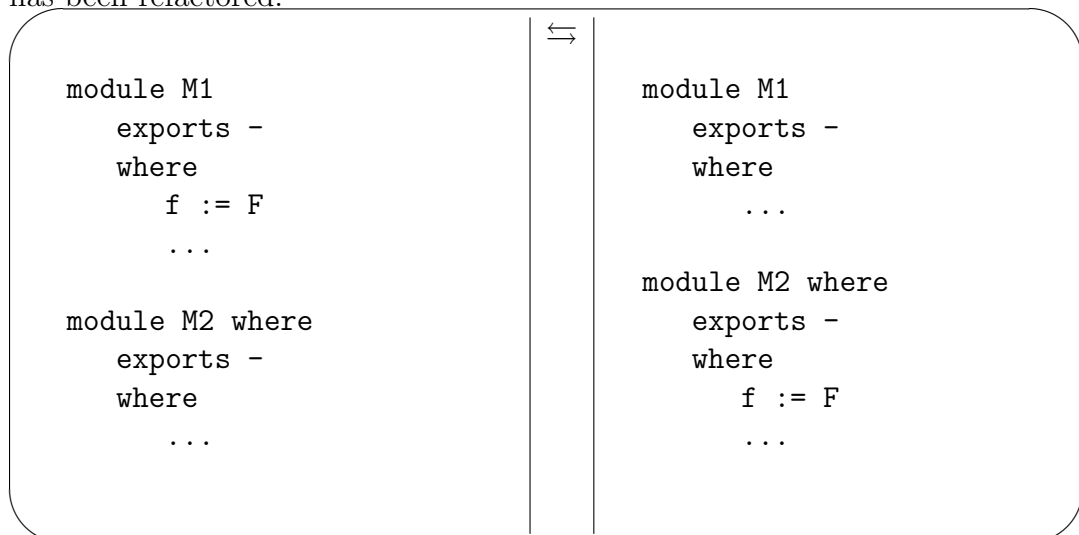 has been refactored.
⇆
module M1
exports -
where
f := F
...
module M2 where
exports -
where
...
module M1
exports -
where
...
module M2 where
exports -
where
f := F
...